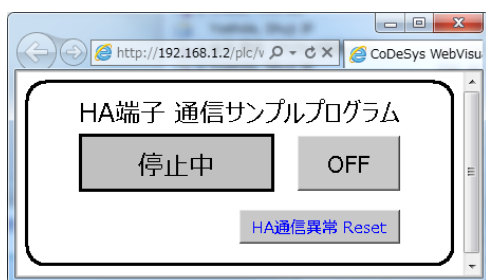 http://192.168.1.2/plc/v
CoDeSys WebVisu
HA端子 通信サンプルプログラム
停止中
OFF
HA通信異常 Reset